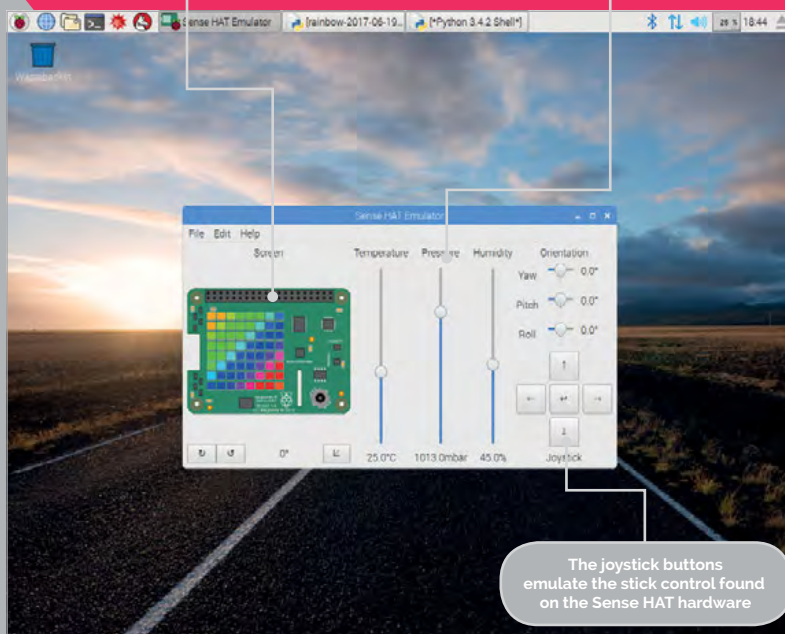 Sense HAT Emulator
[rainbow-2017-06-19...
[*Python 3.4.2 Shell*]
25 %
18:44
Wastebasket
Sense HAT Emulator
File Edit Help
Screen
Temperature
Pressure
Humidity
Orientation
Yaw
0.0°
Pitch
0.0°
Roll
0.0°
0°
25.0°C
1013.0mbar
45.0%
Joystick
The joystick buttons
emulate the stick control found
on the Sense HAT hardware